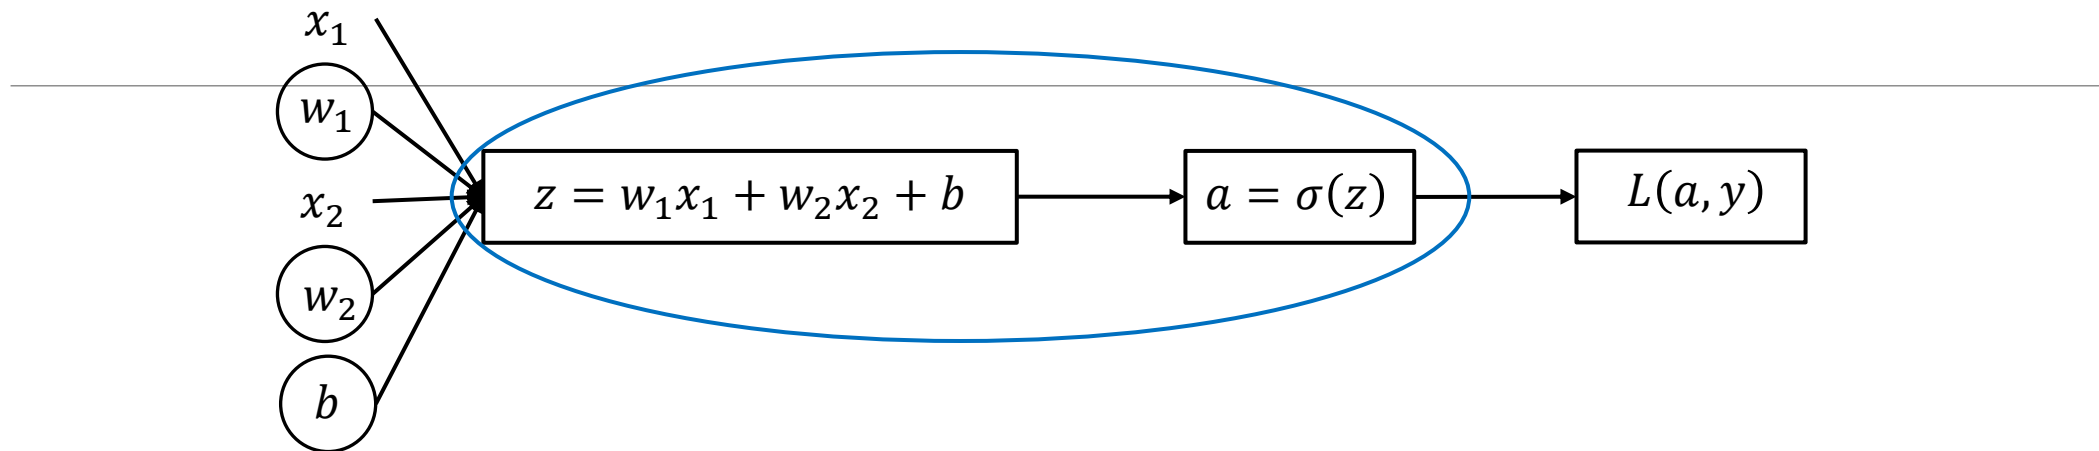 x₁
w₁
x₂
w₂
b
z = w₁x₁ + w₂x₂ + b
a = σ(z)
L(a, y)